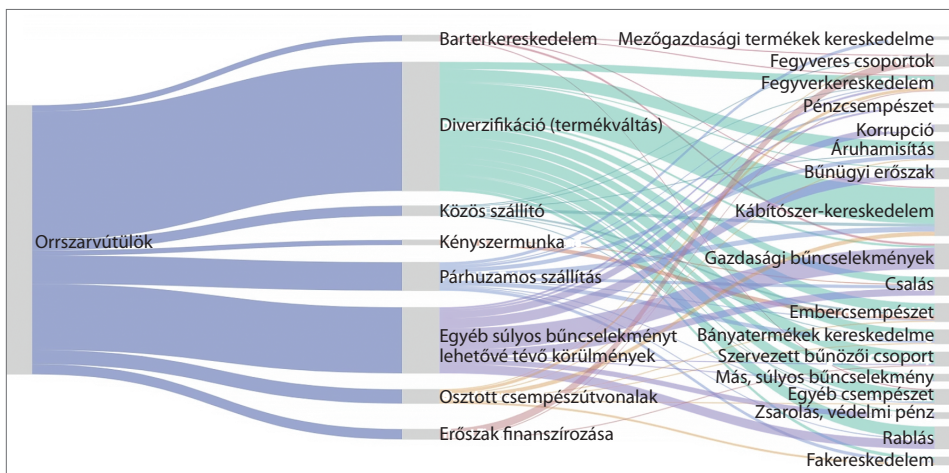 Orrszarvútülök
Barterkereskedelem
Diverzifikáció (termékváltás)
Közös szállító
Kényszermunka
Párhuzamos szállítás
Egyéb súlyos bűncselekményt
lehetővé tévő körülmények
Osztott csempészútvonalak
Erőszak finanszírozása
Mezőgazdasági termékek kereskedelme
Fegyveres csoportok
Fegyverkereskedelem
Pénzcsempészet
Korrupció
Áruhamisítás
Bűnügyi erőszak
Kábítószer-kereskedelem
Gazdasági bűncselekmények
Csalás
Embercsempészet
Bányatermékek kereskedelme
Szervezett bűnözői csoport
Más, súlyos bűncselekmény
Egyéb csempészet
Zsarolás, védelmi pénz
Rablás
Fakereskedelem